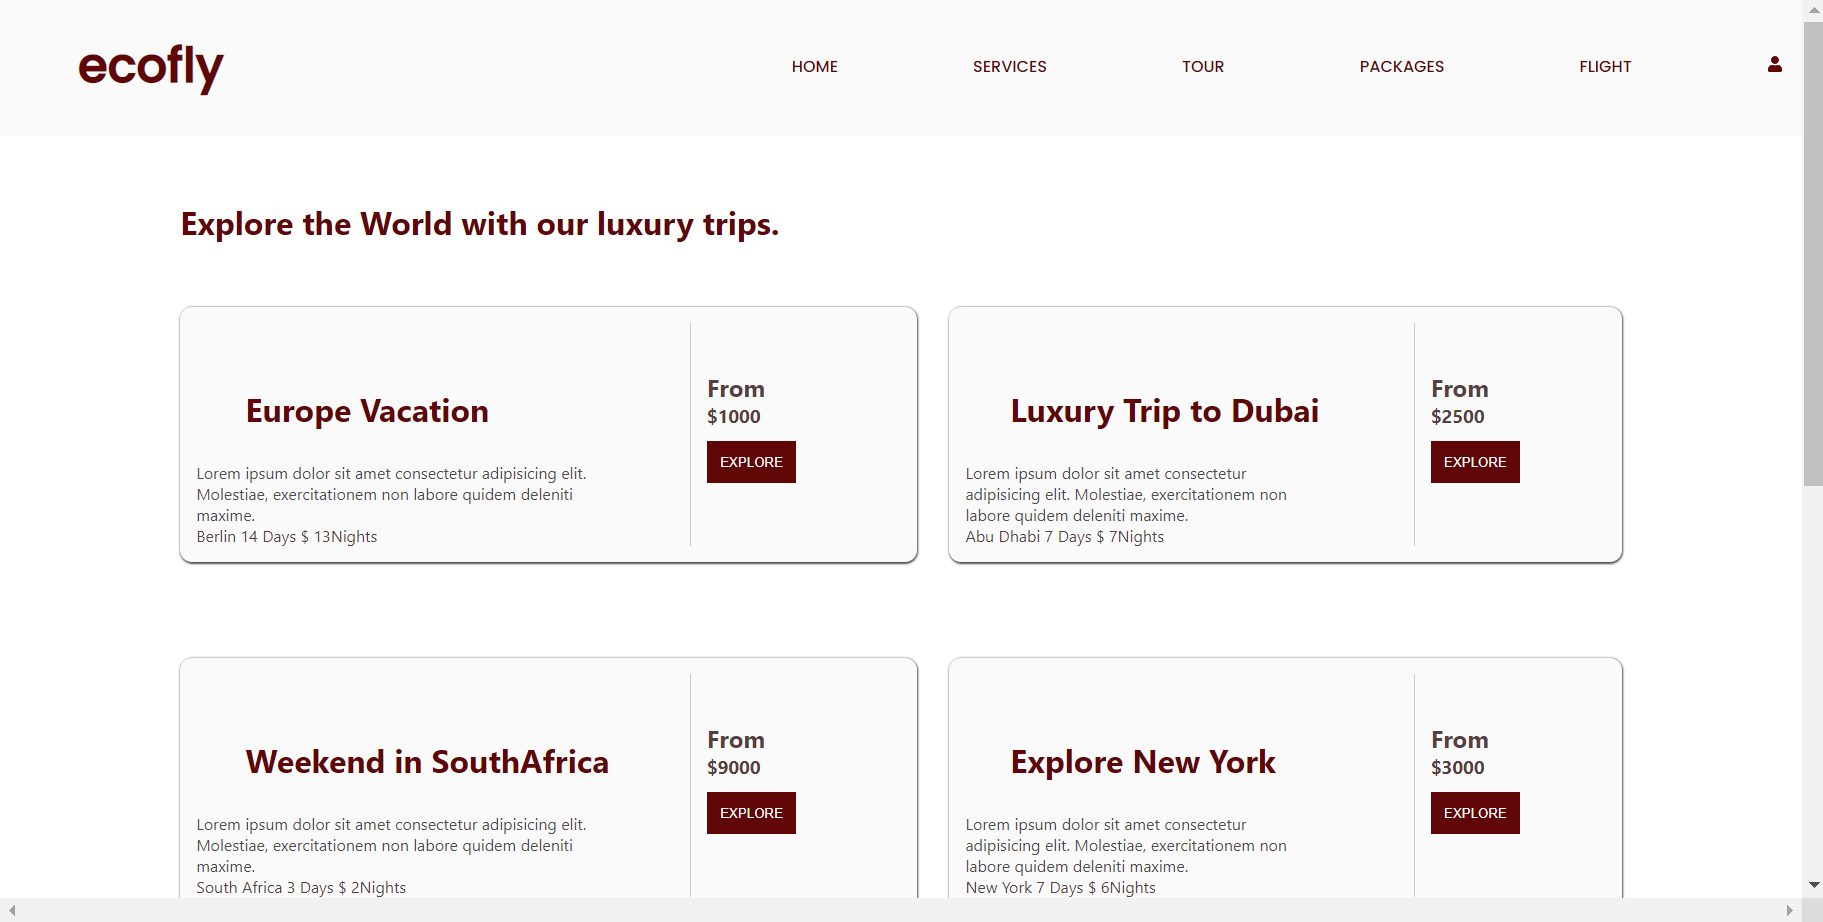 ecofly
HOME
SERVICES
TOUR
PACKAGES
FLIGHT
Explore the World with our luxury trips.
Europe Vacation
Lorem ipsum dolor sit amet consectetur adipisicing elit.
Molestiae, exercitationem non labore quidem deleniti
maxime.
Berlin 14 Days $ 13Nights
From
$1000
EXPLORE
Luxury Trip to Dubai
Lorem ipsum dolor sit amet consectetur
adipisicing elit. Molestiae, exercitationem non
labore quidem deleniti maxime.
Abu Dhabi 7 Days $ 7Nights
From
$2500
EXPLORE
Weekend in SouthAfrica
Lorem ipsum dolor sit amet consectetur adipisicing elit.
Molestiae, exercitationem non labore quidem deleniti
maxime.
South Africa 3 Days $ 2Nights
From
$9000
EXPLORE
Explore New York
Lorem ipsum dolor sit amet consectetur
adipisicing elit. Molestiae, exercitationem non
labore quidem deleniti maxime.
New York 7 Days $ 6Nights
From
$3000
EXPLORE